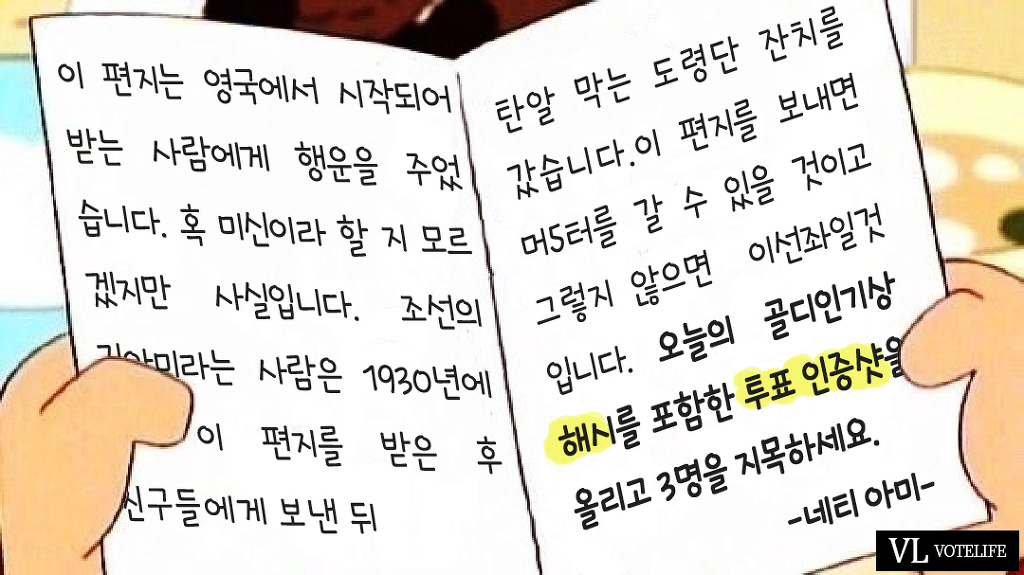 이 편지는 영국에서 시작되어
받는 사람에게 행운을 주었
습니다. 혹 미신이라 할 지 모르
겠지만 사실입니다. 조선의
라는 사람은 1930년에
이 편지를 받은 후
친구들에게 보낸 뒤
탄알 막는 도령단 잔치를
갔습니다.이 편지를 보내면
머5터를 갈 수 있을 것이고
그렇지 않으면 이선좌일것
입니다. 오늘의 골디인기상
해시를 포함한 투표 인증샷을
올리고 3명을 지목하세요.
-네티 아미-
VL VOTELIFE